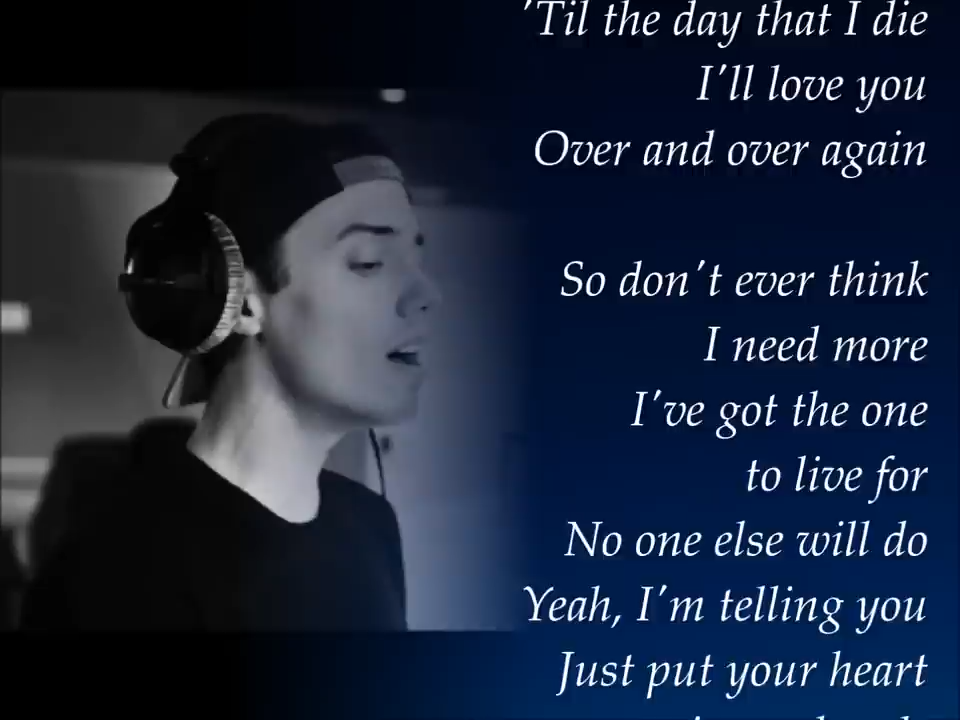 'Til the day that I die
I'll love you
Over and over again
So don't ever think
I need more
I've got the one
to live for
No one else will do
Yeah, I'm telling you
Just put your heart